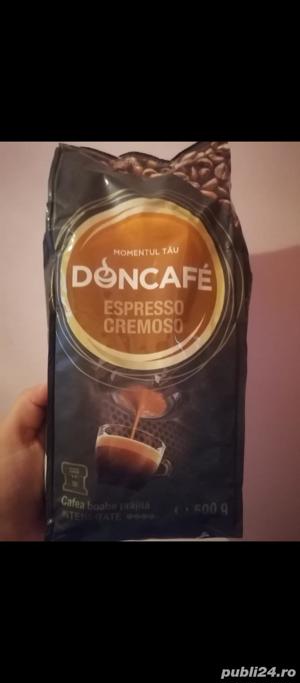 MOMENTUL TĂU
DONCAFÉ
ESPRESSO
CREMOSO
Cafea boabe prăjită
INTENSITATE
500 g
publi24.ro